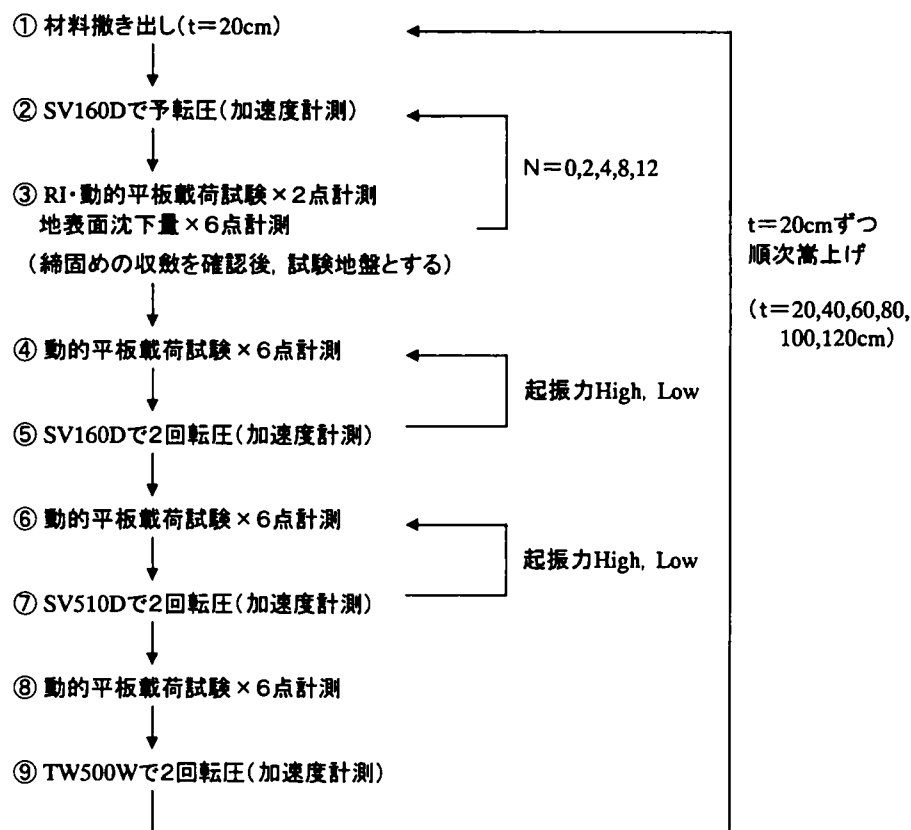 ① 材料撒き出し(t＝20cm)
② SV160Dで予転圧(加速度計測)
N＝0,2,4,8,12
③ RI・動的平板載荷試験×2点計測
地表面沈下量×6点計測
(締固めの収斂を確認後, 試験地盤とする)
t＝20cmずつ
順次嵩上げ
(t＝20,40,60,80,
100,120cm)
④ 動的平板載荷試験×6点計測
起振力High, Low
⑤ SV160Dで2回転圧(加速度計測)
⑥ 動的平板載荷試験×6点計測
起振力High, Low
⑦ SV510Dで2回転圧(加速度計測)
⑧ 動的平板載荷試験×6点計測
⑨ TW500Wで2回転圧(加速度計測)